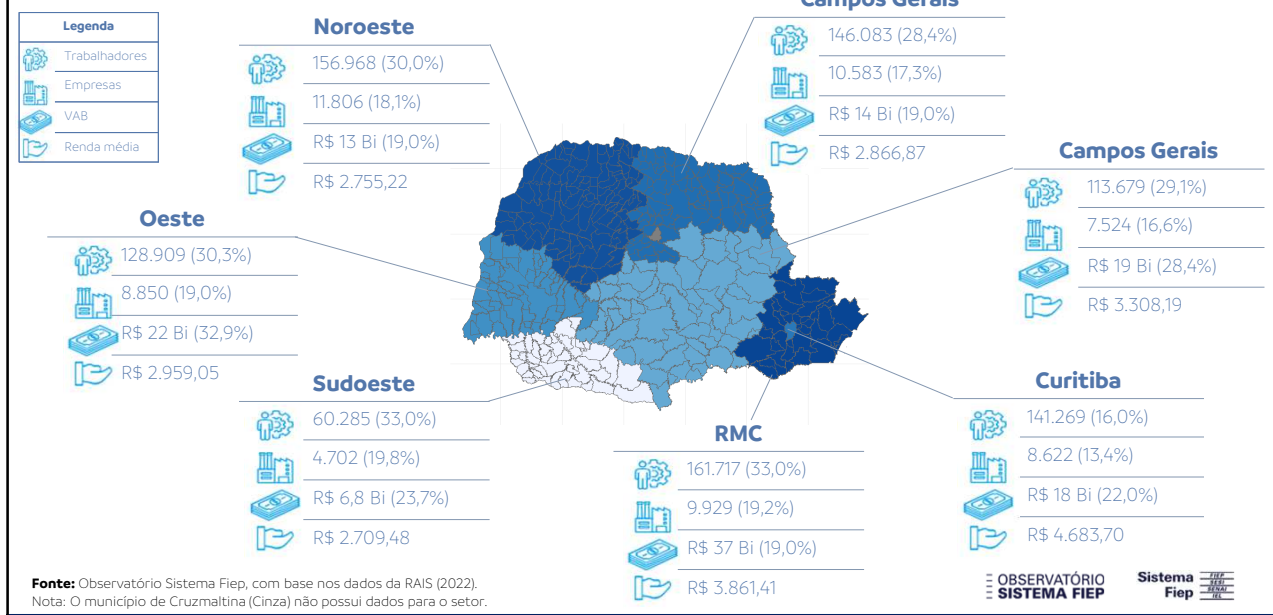 Campos Gerais
Legenda
Trabalhadores
Empresas
VAB
Renda média
Noroeste
156.968 (30,0%)
11.806 (18,1%)
R$ 13 Bi (19,0%)
R$ 2.755,22
146.083 (28,4%)
10.583 (17,3%)
R$ 14 Bi (19,0%)
R$ 2.866,87
Campos Gerais
113.679 (29,1%)
7.524 (16,6%)
R$ 19 Bi (28,4%)
R$ 3.308,19
Oeste
128.909 (30,3%)
8.850 (19,0%)
R$ 22 Bi (32,9%)
R$ 2.959,05
Sudoeste
60.285 (33,0%)
4.702 (19,8%)
R$ 6,8 Bi (23,7%)
R$ 2.709,48
RMC
161.717 (33,0%)
9.929 (19,2%)
R$ 37 Bi (19,0%)
R$ 3.861,41
Curitiba
141.269 (16,0%)
8.622 (13,4%)
R$ 18 Bi (22,0%)
R$ 4.683,70
Fonte: Observatório Sistema Fiep, com base nos dados da RAIS (2022).
Nota: O município de Cruzmaltina (Cinza) não possui dados para o setor.
OBSERVATÓRIO
SISTEMA FIEP
Sistema
Fiep
FIEP
SESI
SENAI
IEL